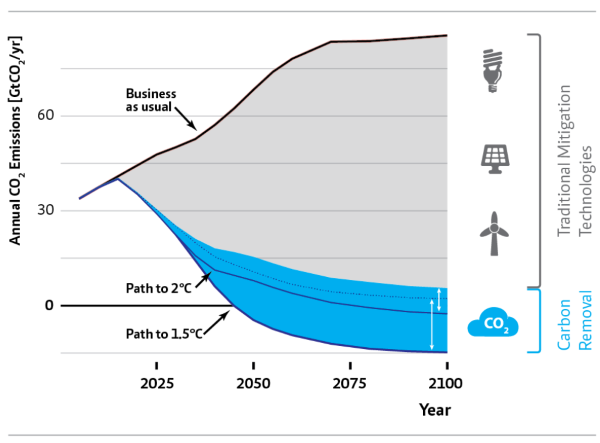 Annual CO₂ Emissions [GtCO₂/yr]
60
30
0
Business
as usual
Path to 2°C
Path to 1.5°C
2025
2050
2075
2100
Year
Traditional Mitigation
Technologies
CO₂
Carbon
Removal